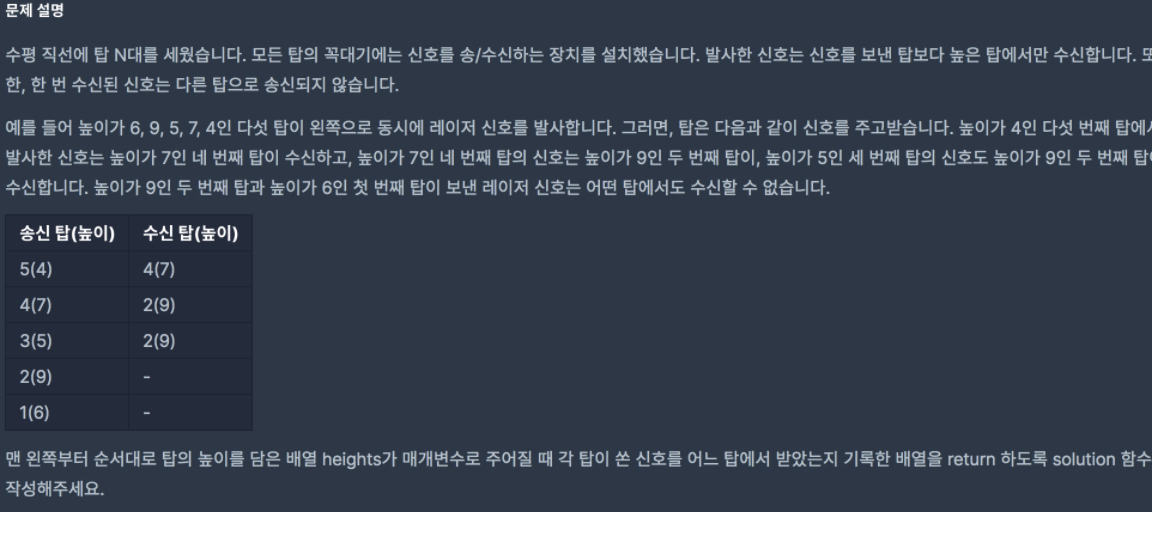 문제 설명
수평 직선에 탑 N대를 세웠습니다. 모든 탑의 꼭대기에는 신호를 송/수신하는 장치를 설치했습니다. 발사한 신호는 신호를 보낸 탑보다 높은 탑에서만 수신합니다. 또
한, 한 번 수신된 신호는 다른 탑으로 송신되지 않습니다.
예를 들어 높이가 6, 9, 5, 7, 4인 다섯 탑이 왼쪽으로 동시에 레이저 신호를 발사합니다. 그러면, 탑은 다음과 같이 신호를 주고받습니다. 높이가 4인 다섯 번째 탑에서
발사한 신호는 높이가 7인 네 번째 탑이 수신하고, 높이가 7인 네 번째 탑의 신호는 높이가 9인 두 번째 탑이, 높이가 5인 세 번째 탑의 신호도 높이가 9인 두 번째 탑이
수신합니다. 높이가 9인 두 번째 탑과 높이가 6인 첫 번째 탑이 보낸 레이저 신호는 어떤 탑에서도 수신할 수 없습니다.
송신 탑(높이) 수신 탑(높이)
5(4) 4(7)
4(7) 2(9)
3(5) 2(9)
2(9) -
1(6) -
맨 왼쪽부터 순서대로 탑의 높이를 담은 배열 heights가 매개변수로 주어질 때 각 탑이 쏜 신호를 어느 탑에서 받았는지 기록한 배열을 return 하도록 solution 함수
작성해주세요.